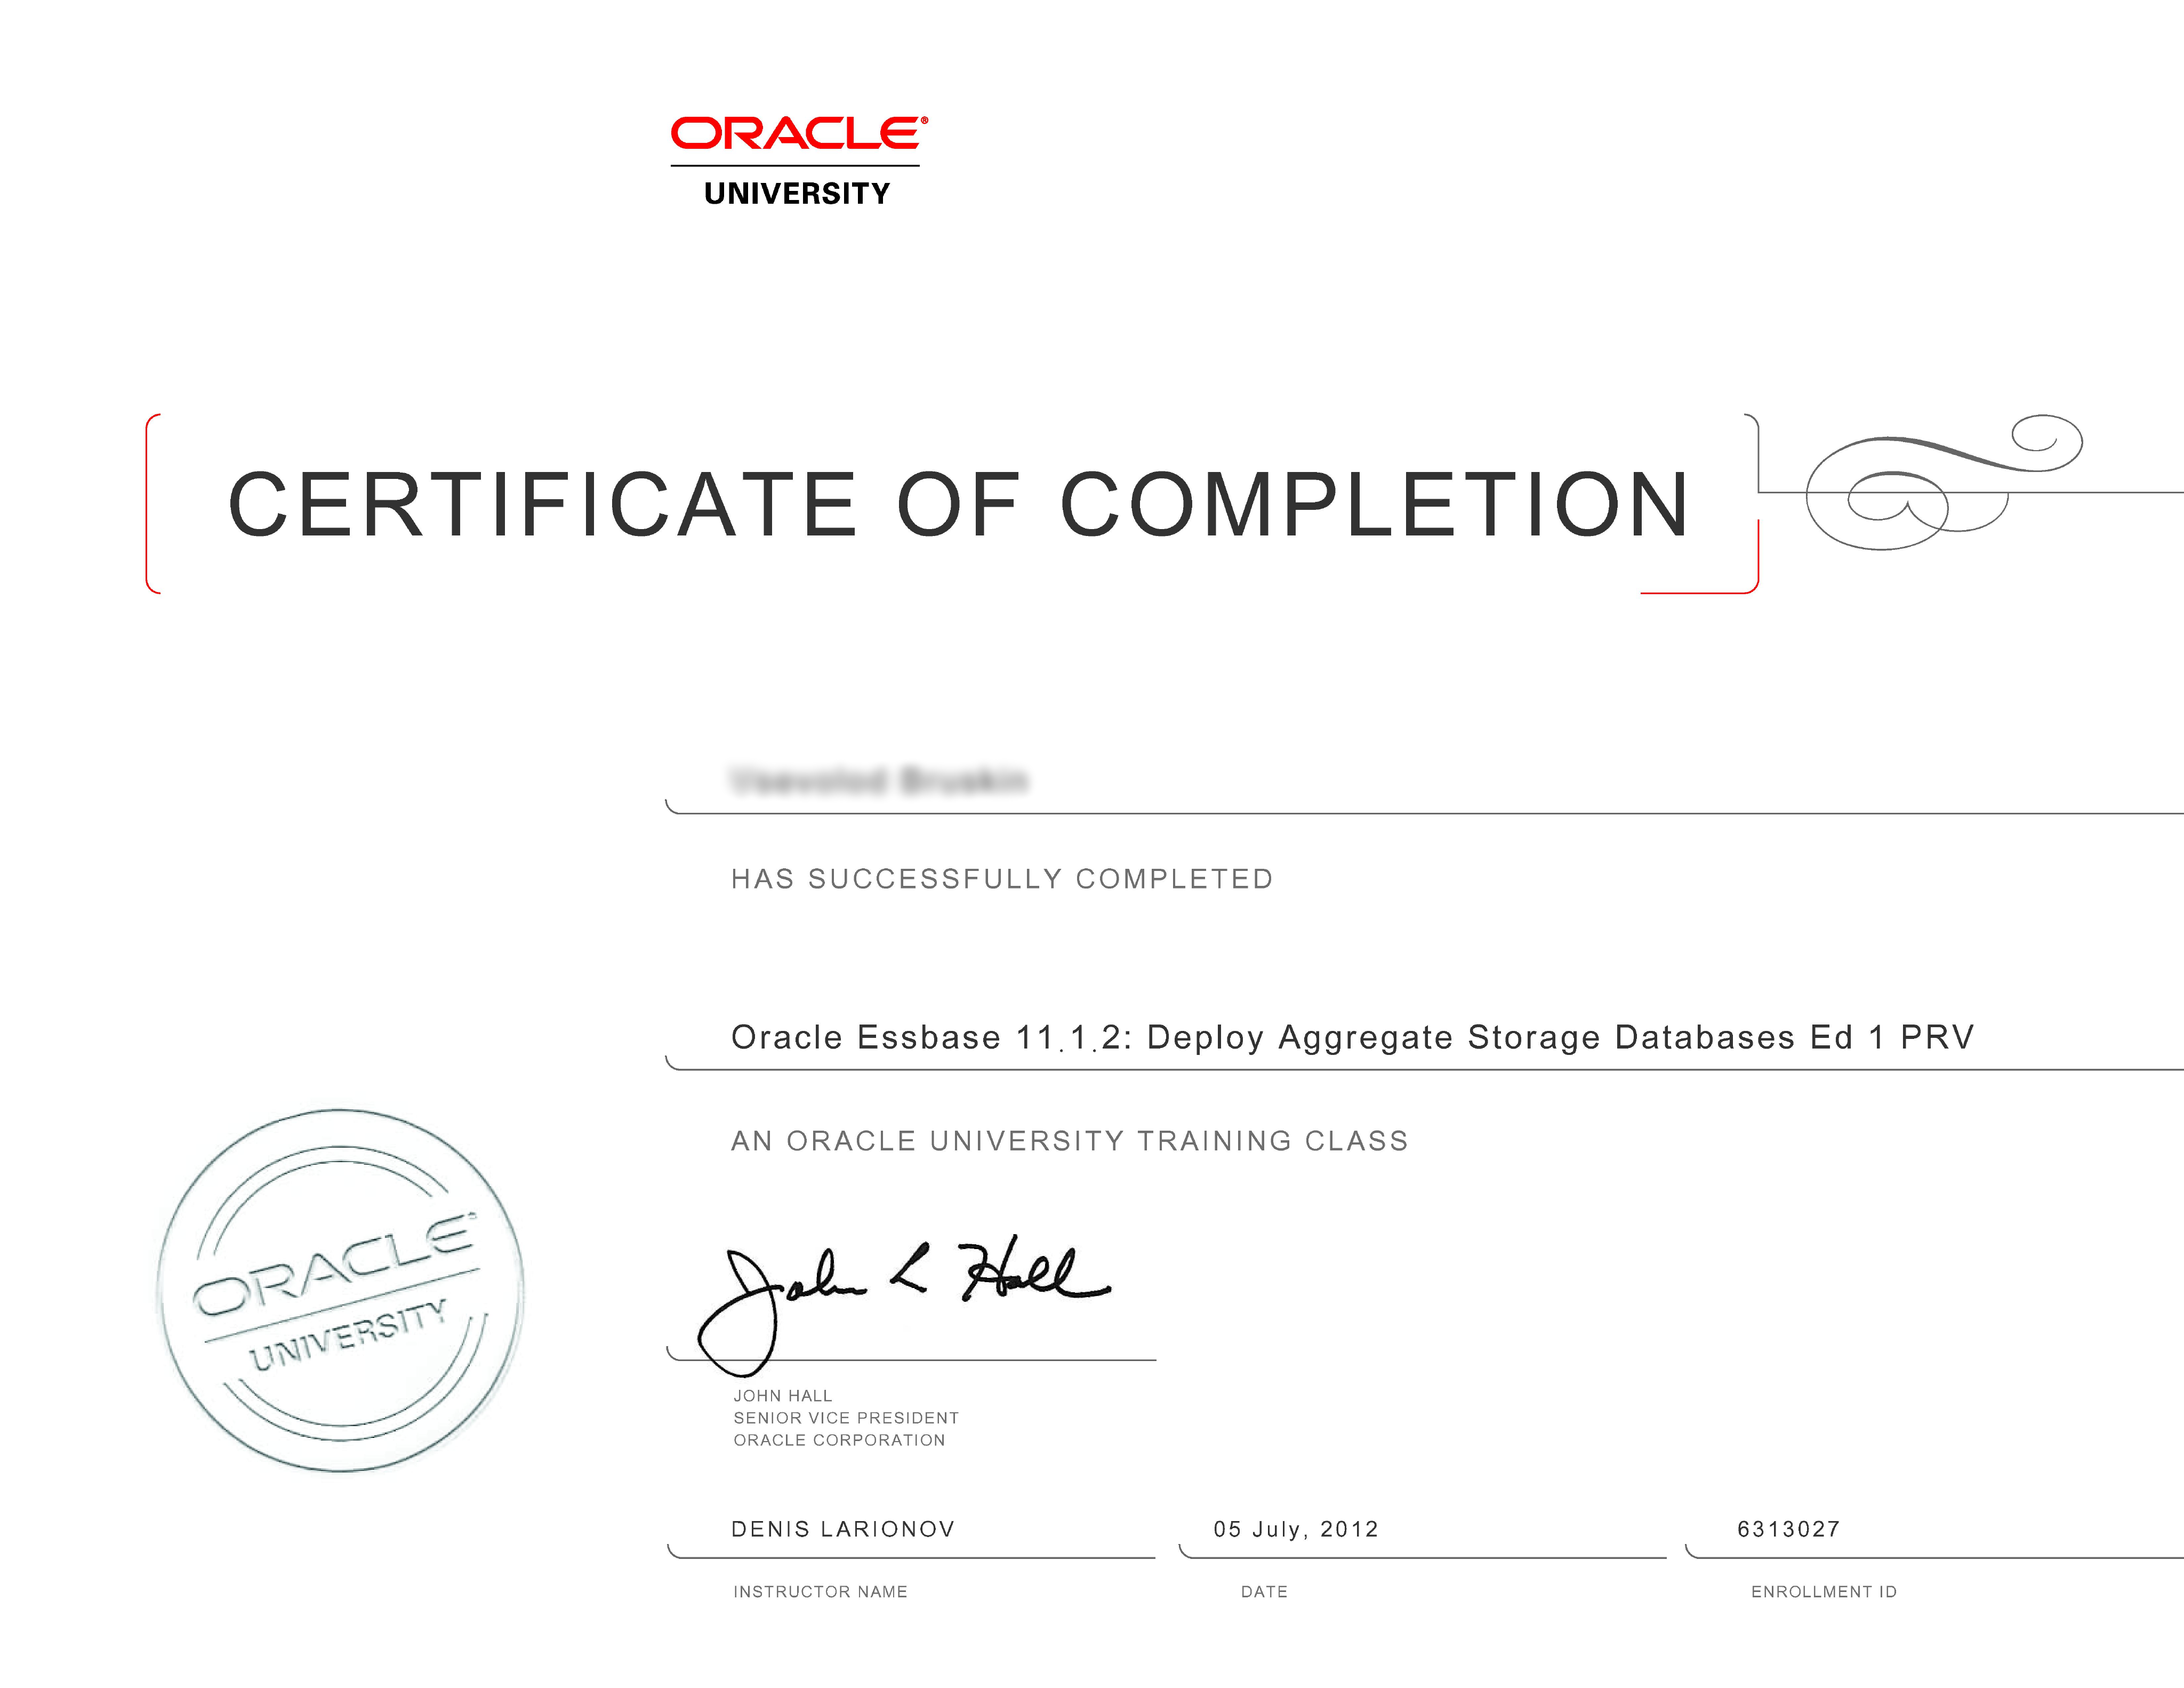 ORACLE®
UNIVERSITY
CERTIFICATE OF COMPLETION
HAS SUCCESSFULLY COMPLETED
Oracle Essbase 11.1.2: Deploy Aggregate Storage Databases Ed 1 PRV
AN ORACLE UNIVERSITY TRAINING CLASS
ORACLE
UNIVERSITY
John L Hall
JOHN HALL
SENIOR VICE PRESIDENT
ORACLE CORPORATION
DENIS LARIONOV 05 July, 2012 6313027
INSTRUCTOR NAME DATE ENROLLMENT ID